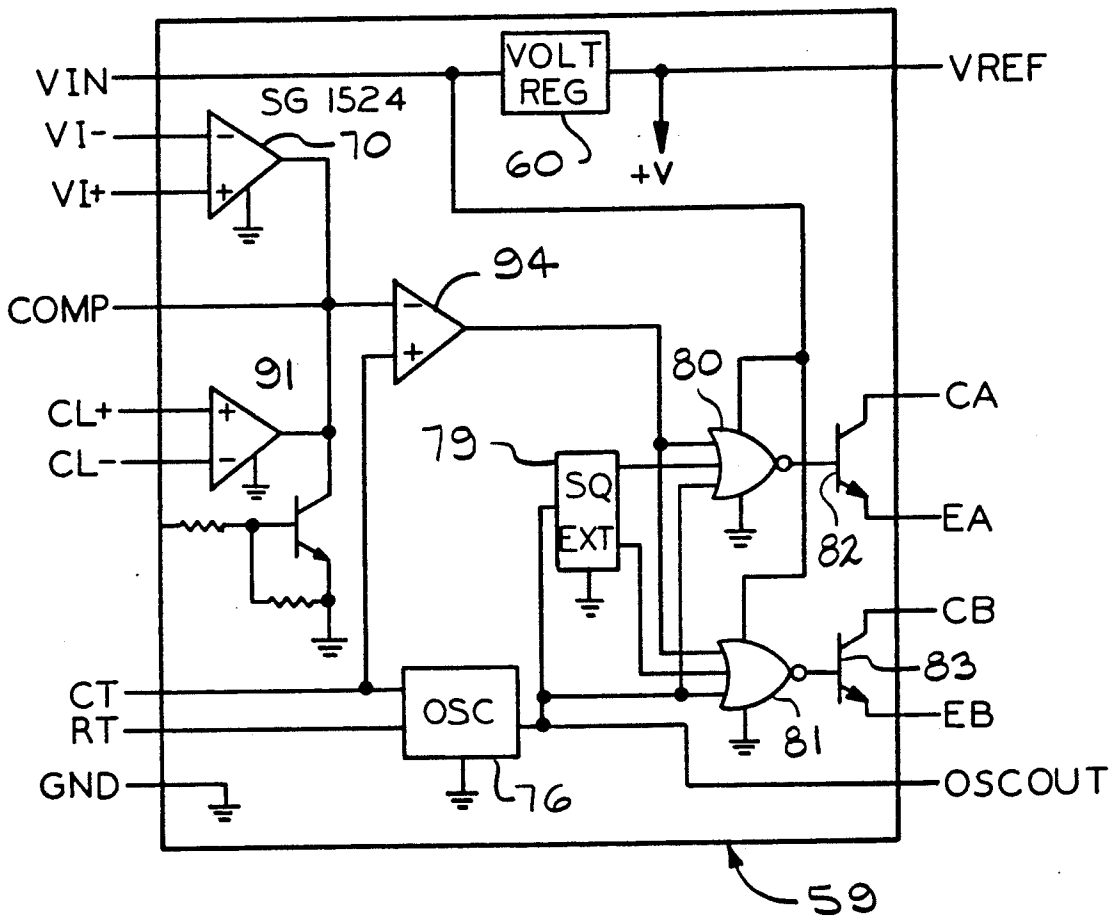 VIN
VOLT
REG
VREF
SG 1524
VI-
70
60
+V
VI+
-
+
94
COMP
-
+
91
80
CL+
CL-
+
-
79
SQ
EXT
CA
EA
82
CB
83
EB
CT
RT
OSC
81
GND
76
OSCOUT
59